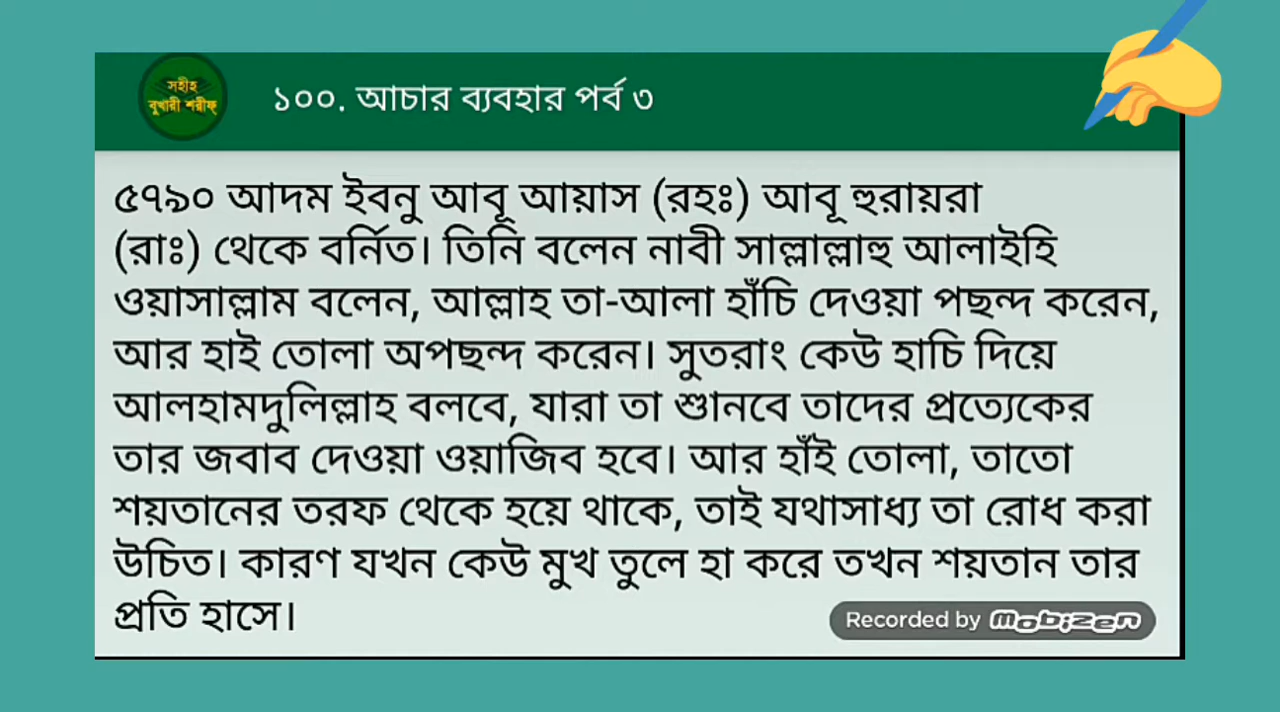 সহীহ
বুখারী শরীফ
১০০. আচার ব্যবহার পর্ব ৩
৫৭৯০ আদম ইবনু আবূ আয়াস (রহঃ) আবূ হুরায়রা
(রাঃ) থেকে বর্নিত। তিনি বলেন নাবী সাল্লাল্লাহু আলাইহি
ওয়াসাল্লাম বলেন, আল্লাহ তা-আলা হাঁচি দেওয়া পছন্দ করেন,
আর হাই তোলা অপছন্দ করেন। সুতরাং কেউ হাচি দিয়ে
আলহামদুলিল্লাহ বলবে, যারা তা শুানবে তাদের প্রত্যেকের
তার জবাব দেওয়া ওয়াজিব হবে। আর হাঁই তোলা, তাতো
শয়তানের তরফ থেকে হয়ে থাকে, তাই যথাসাধ্য তা রোধ করা
উচিত। কারণ যখন কেউ মুখ তুলে হা করে তখন শয়তান তার
প্রতি হাসে।
Recorded by Mobizen